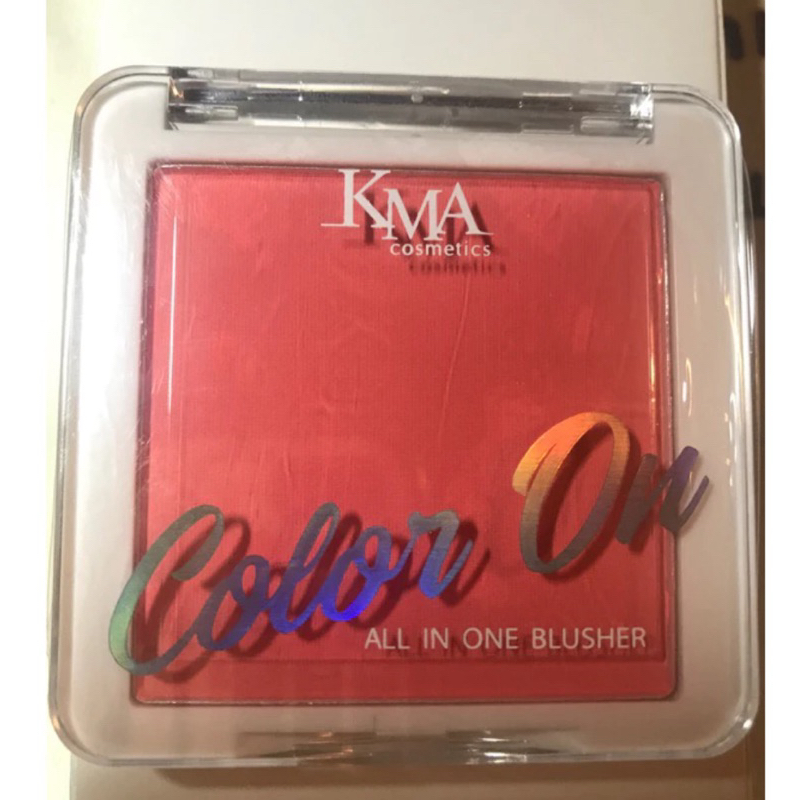 KMA
cosmetics
Color On
ALL IN ONE BLUSHER